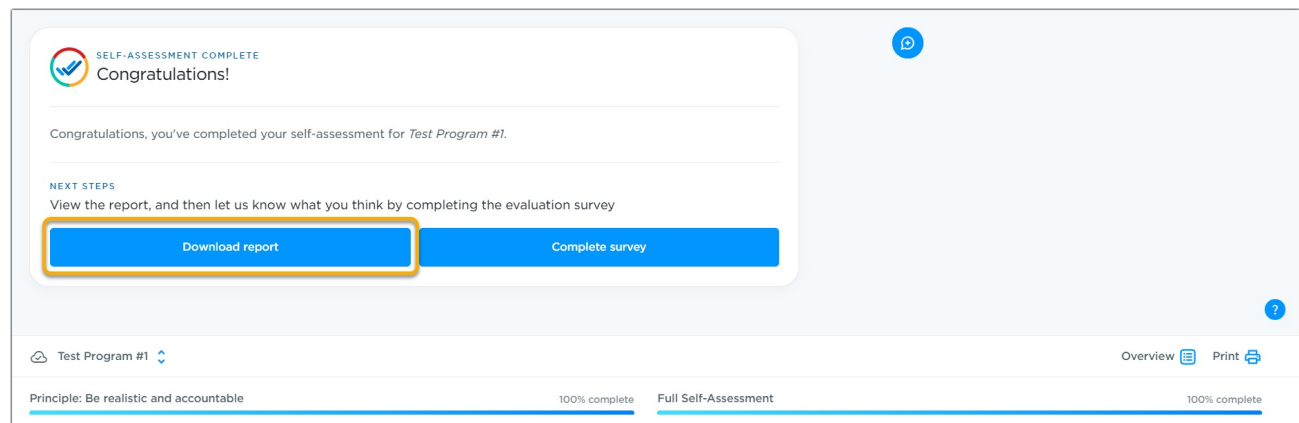 SELF-ASSESSMENT COMPLETE
Congratulations!
Congratulations, you've completed your self-assessment for Test Program #1.
NEXT STEPS
View the report, and then let us know what you think by completing the evaluation survey
Download report
Complete survey
?
Test Program #1
Overview
Print
Principle: Be realistic and accountable
100% complete
Full Self-Assessment
100% complete